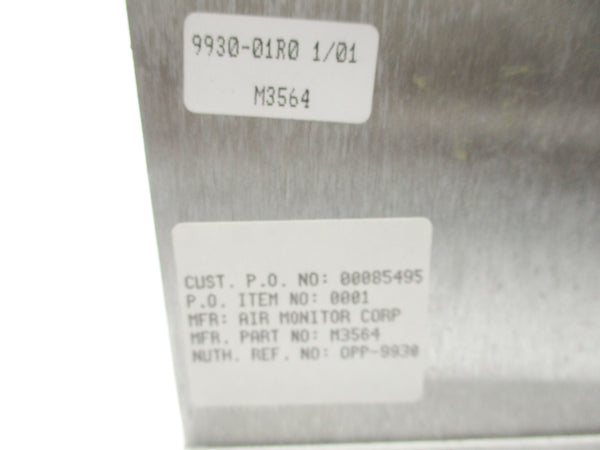 9930-01R0 1/01
M3564
CUST. P.O. NO: 00085495
P.O. ITEM NO: 0001
MFR: AIR MONITOR CORP
MFR. PART NO: M3564
NUTH. REF. NO: OPP-9930